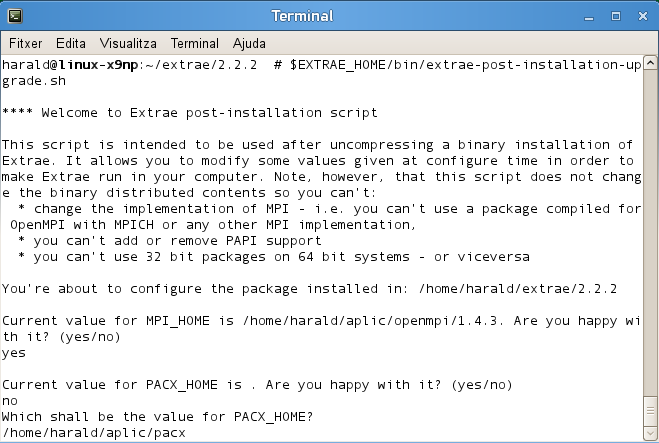 Terminal
Fitxer Edita Visualitza Terminal Ajuda
harald@linux-x9np:~/extrae/2.2.2  # $EXTRAE_HOME/bin/extrae-post-installation-up
grade.sh
**** Welcome to Extrae post-installation script
This script is intended to be used after uncompressing a binary installation of
Extrae. It allows you to modify some values given at configure time in order to
make Extrae run in your computer. Note, however, that this script does not chang
e the binary distributed contents so you can't:
  * change the implementation of MPI - i.e. you can't use a package compiled for
 OpenMPI with MPICH or any other MPI implementation,
  * you can't add or remove PAPI support
  * you can't use 32 bit packages on 64 bit systems - or viceversa
You're about to configure the package installed in: /home/harald/extrae/2.2.2
Current value for MPI_HOME is /home/harald/aplic/openmpi/1.4.3. Are you happy wi
th it? (yes/no)
yes
Current value for PACX_HOME is . Are you happy with it? (yes/no)
no
Which shall be the value for PACX_HOME?
/home/harald/aplic/pacx